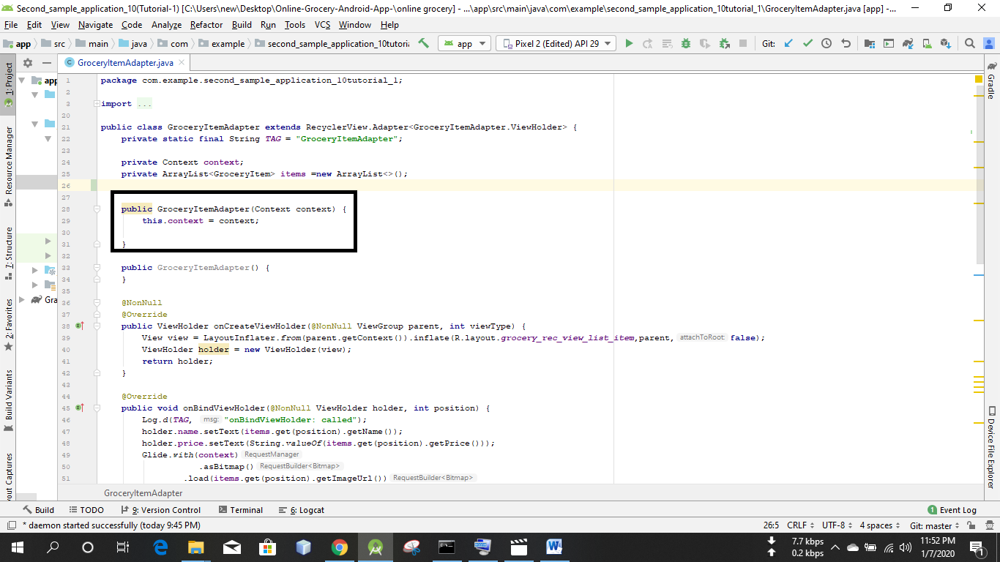 Second_sample_application_10(Tutorial-1) [C:\Users\new\Desktop\Online-Grocery-Android-App-\online grocery] - ...\app\src\main\java\com\example\second_sample_application_10tutorial_1\GroceryItemAdapter.java [app] -...
File Edit View Navigate Code Analyze Refactor Build Run Tools VCS Window Help
app src main java com example second_sample_application_10tutoria app Pixel 2 (Edited) API 29 Git:
GroceryItemAdapter.java
1: Project
Resource Manager
7: Structure
2: Favorites
Build Variants
yout Captures
app
Gra
1 package com.example.second_sample_application_10tutorial_1;
2
3 import ...
20
21 public class GroceryItemAdapter extends RecyclerView.Adapter<GroceryItemAdapter.ViewHolder> {
22 private static final String TAG = "GroceryItemAdapter";
23
24 private Context context;
25 private ArrayList<GroceryItem> items =new ArrayList<>();
26
27
28 public GroceryItemAdapter(Context context) {
29 this.context = context;
30
31 }
32
33 public GroceryItemAdapter() {
34 }
35
36 @NonNull
37 @Override
38 public ViewHolder onCreateViewHolder(@NonNull ViewGroup parent, int viewType) {
39 View view = LayoutInflater.from(parent.getContext()).inflate(R.layout.grocery_rec_view_list_item,parent, attachToRoot: false);
40 ViewHolder holder = new ViewHolder(view);
41 return holder;
42 }
43
44 @Override
45 public void onBindViewHolder(@NonNull ViewHolder holder, int position) {
46 Log.d(TAG, msg: "onBindViewHolder: called");
47 holder.name.setText(items.get(position).getName());
48 holder.price.setText(String.valueOf(items.get(position).getPrice()));
49 Glide.with(context) RequestManager
50 .asBitmap() RequestBuilder<Bitmap>
51 .load(items.get(position).getImageUrl()) RequestBuilder<Bitmap>
Gradle
Device File Explorer
GroceryItemAdapter
Build TODO 9: Version Control Terminal 6: Logcat 1 Event Log
* daemon started successfully (today 9:45 PM) 26:5 CRLF UTF-8 4 spaces Git: master
7.7 kbps
0.2 kbps
11:52 PM
1/7/2020
1